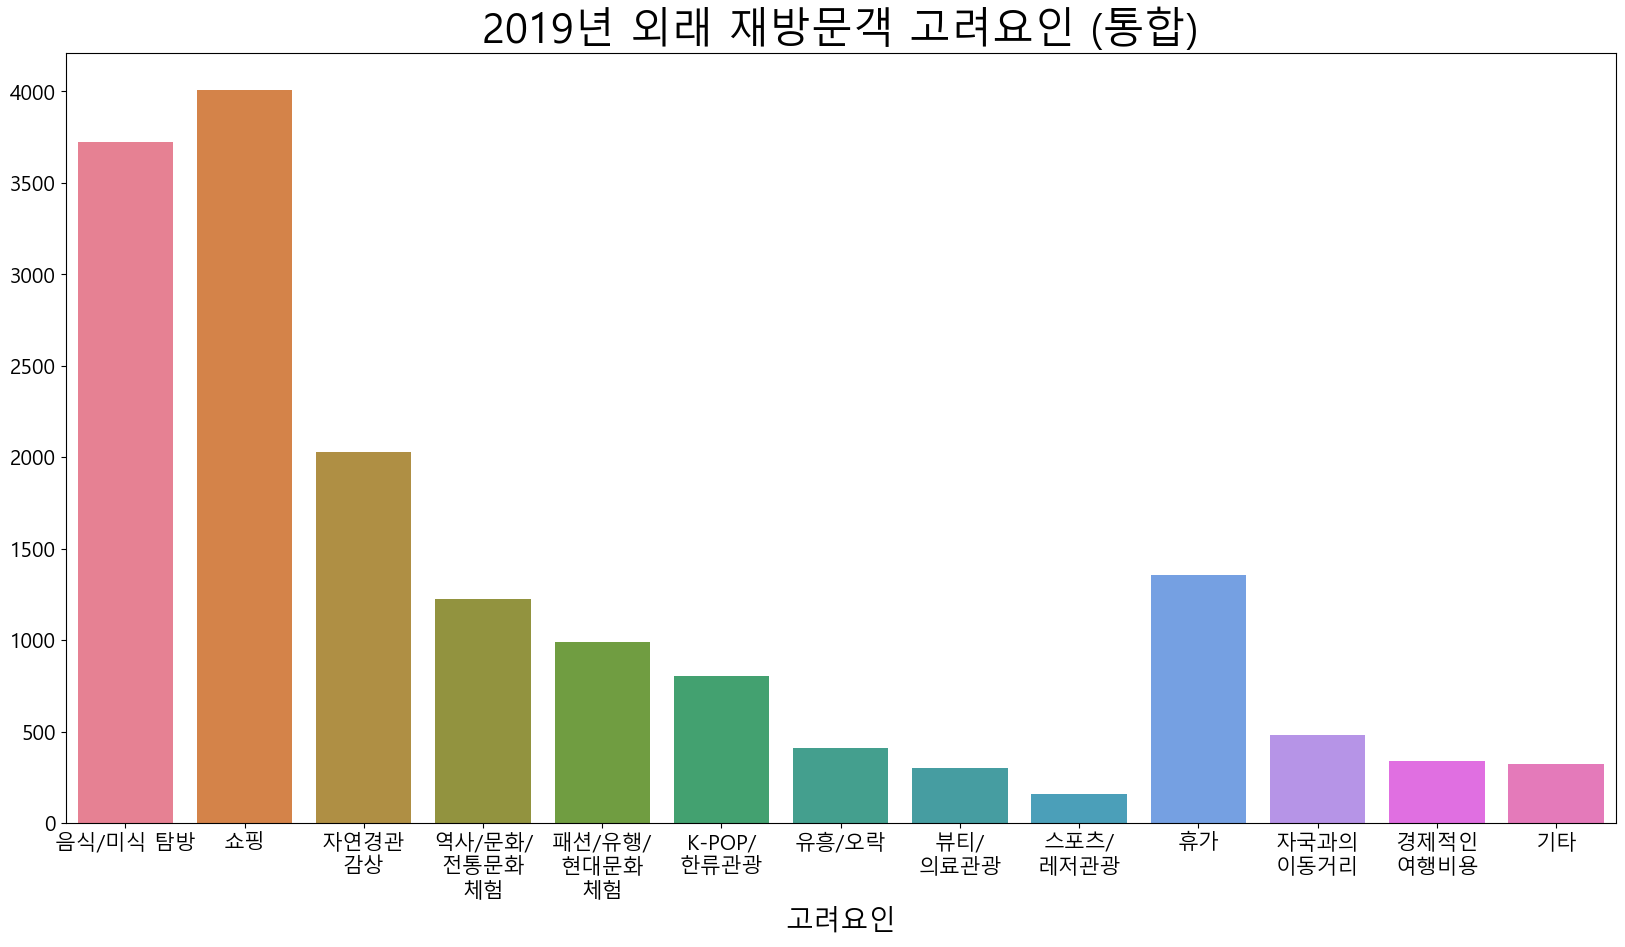 2019년 외래 재방문객 고려요인 (통합)
4000
3500
3000
2500
2000
1500
1000
500
0
음식/미식 탐방
쇼핑
자연경관
감상
역사/문화/
전통문화
체험
패션/유행/
현대문화
체험
K-POP/
한류관광
유흥/오락
뷰티/
의료관광
스포츠/
레저관광
휴가
자국과의
이동거리
경제적인
여행비용
기타
고려요인